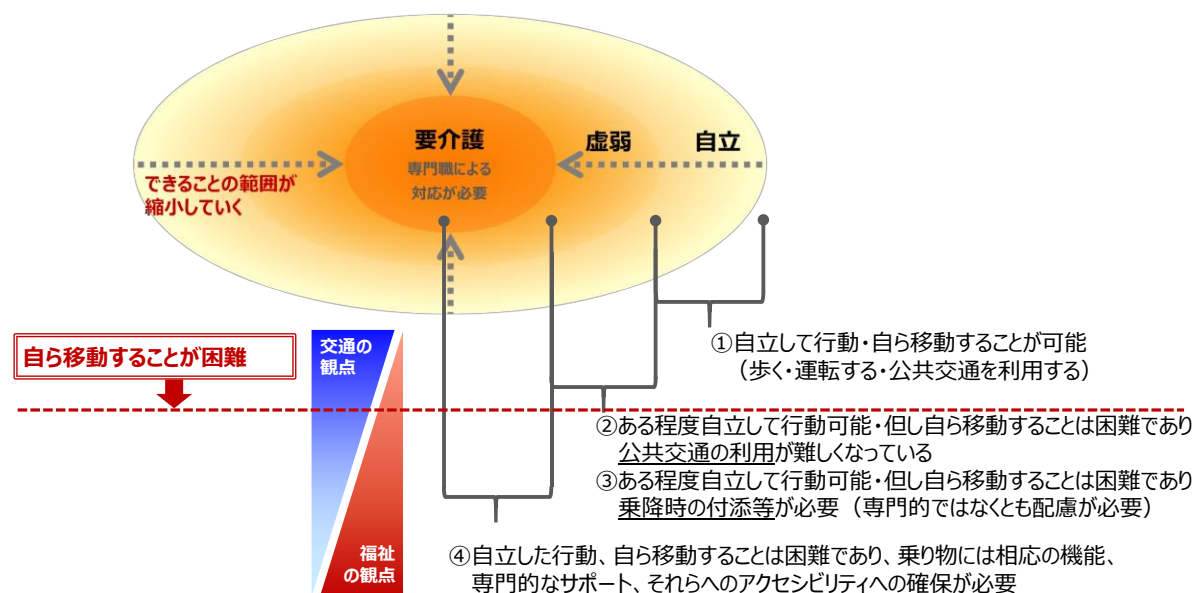 要介護
専門職による
対応が必要
虚弱
自立
できることの範囲が
縮小していく
自ら移動することが困難
交通の
観点
福祉
の観点
①自立して行動・自ら移動することが可能
（歩く・運転する・公共交通を利用する）
②ある程度自立して行動可能・但し自ら移動することは困難であり
公共交通の利用が難しくなっている
③ある程度自立して行動可能・但し自ら移動することは困難であり
乗降時の付添等が必要（専門的ではなくとも配慮が必要）
④自立した行動、自ら移動することは困難であり、乗り物には相応の機能、
専門的なサポート、それらへのアクセシビリティへの確保が必要